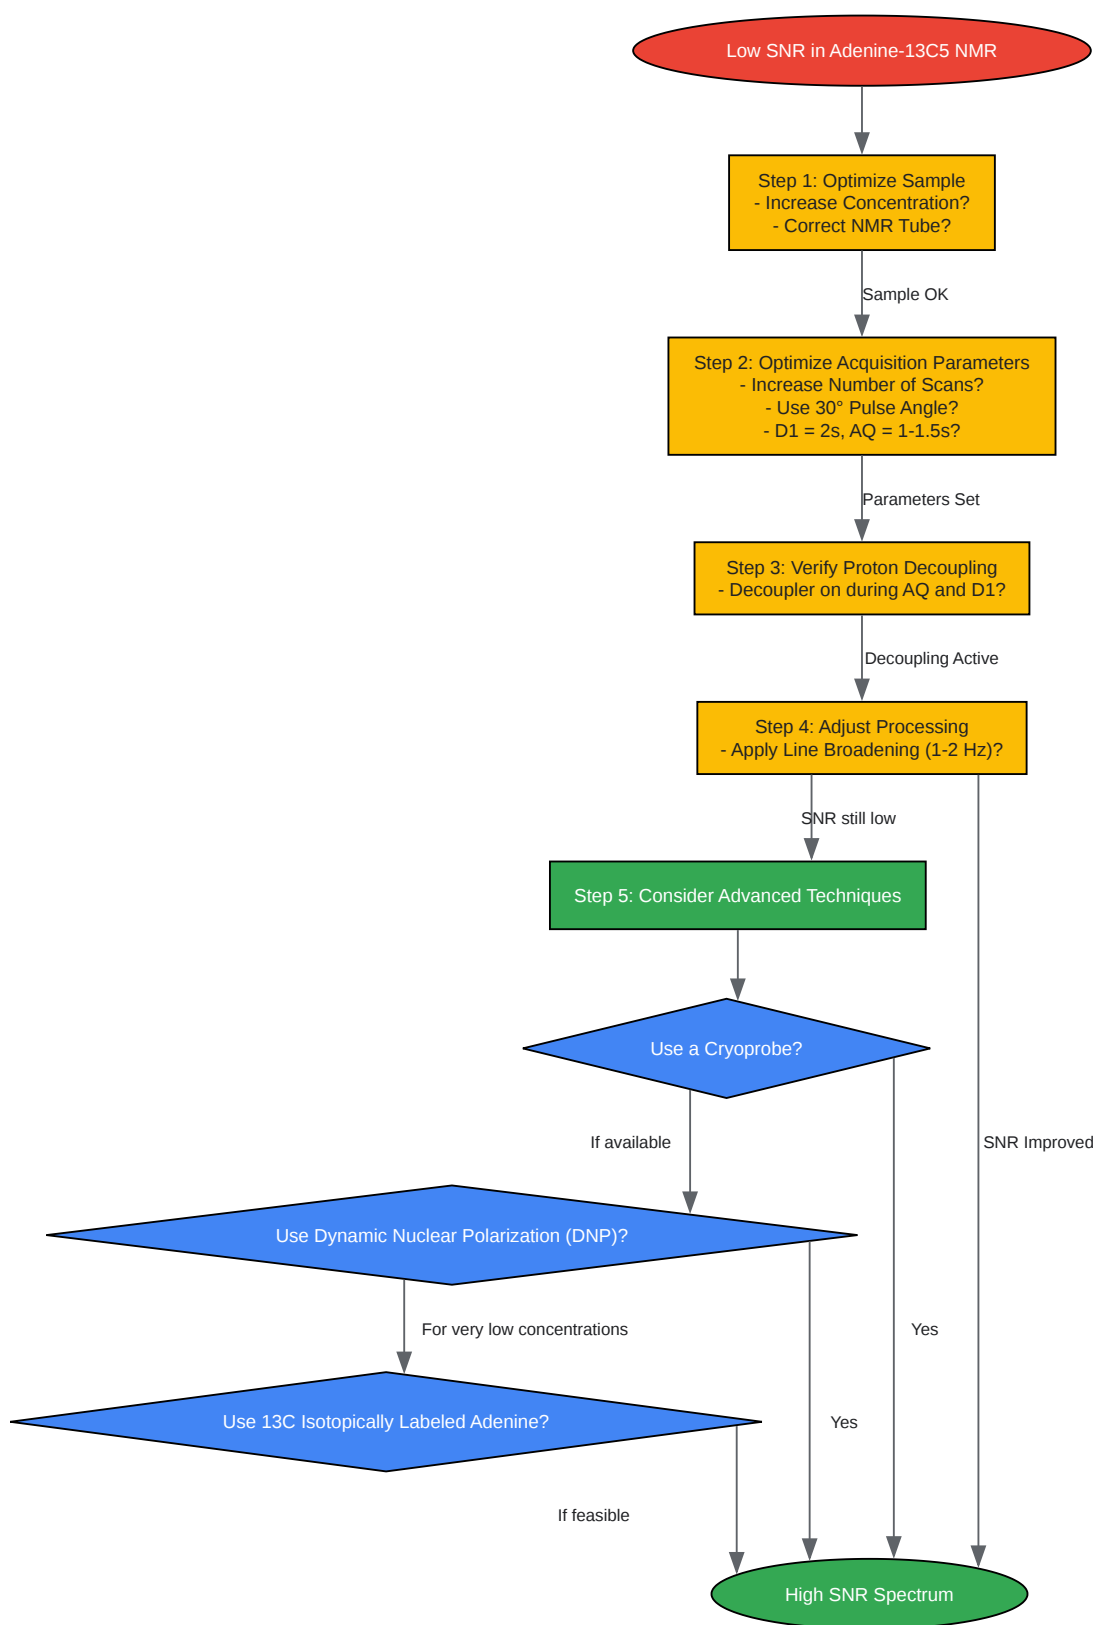 Low SNR in Adenine-13C5 NMR
Step 1: Optimize Sample
- Increase Concentration?
- Correct NMR Tube?
Sample OK
Step 2: Optimize Acquisition Parameters
- Increase Number of Scans?
- Use 30° Pulse Angle?
- D1 = 2s, AQ = 1-1.5s?
Parameters Set
Step 3: Verify Proton Decoupling
- Decoupler on during AQ and D1?
Decoupling Active
Step 4: Adjust Processing
- Apply Line Broadening (1-2 Hz)?
SNR still low
Step 5: Consider Advanced Techniques
Use a Cryoprobe?
If available
SNR Improved
Use Dynamic Nuclear Polarization (DNP)?
For very low concentrations
Yes
Use 13C Isotopically Labeled Adenine?
Yes
If feasible
High SNR Spectrum